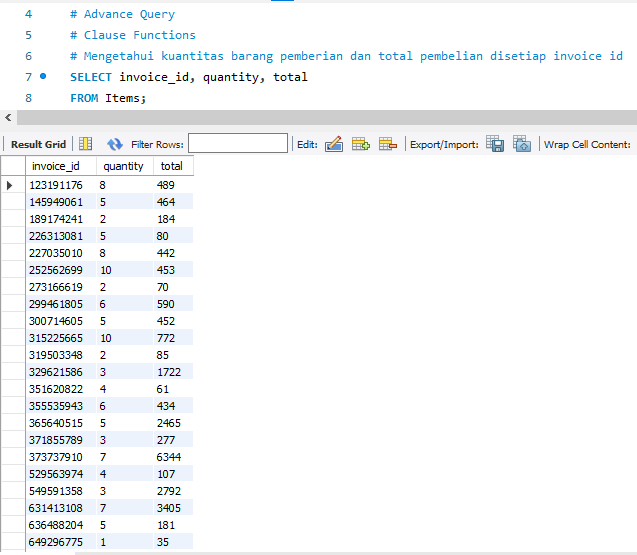 4 # Advance Query
5 # Clause Functions
6 # Mengetahui kuantitas barang pemberian dan total pembelian disetiap invoice id
7 SELECT invoice_id, quantity, total
8 FROM Items;
Result Grid Filter Rows: Edit: Export/Import: Wrap Cell Content:
invoice_id quantity total
123191176 8 489
145949061 5 464
189174241 2 184
226313081 5 80
227035010 8 442
252562699 10 453
273166619 2 70
299461805 6 590
300714605 5 452
315225665 10 772
319503348 2 85
329621586 3 1722
351620822 4 61
355535943 6 434
365640515 5 2465
371855789 3 277
373737910 7 6344
529563974 4 107
549591358 3 2792
631413108 7 3405
636488204 5 181
649296775 1 35